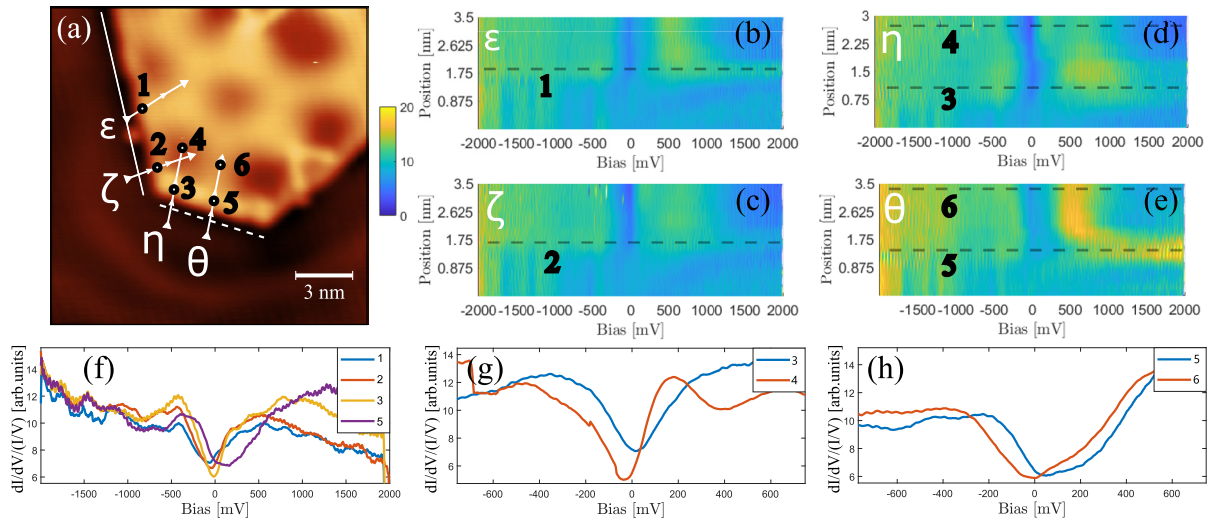 (a)
1
ε
2
4
6
ζ
3
5
η
θ
3 nm
20
10
0
3.5
2.625
1.75
0.875
Position [nm]
ε
(b)
1
-2000 -1500 -1000 -500 0 500 1000 1500 2000
Bias [mV]
3.5
2.625
1.75
0.875
Position [nm]
ζ
(c)
2
-2000 -1500 -1000 -500 0 500 1000 1500 2000
Bias [mV]
3
2.25
1.5
0.75
Position [nm]
η
4
(d)
3
-2000 -1500 -1000 -500 0 500 1000 1500 2000
Bias [mV]
3.5
2.625
1.75
0.875
Position [nm]
θ
6
(e)
5
-1500 -1000 -500 0 500 1000 1500 2000
Bias [mV]
(f)
1
2
3
5
14
12
10
8
6
dI/dV/(I/V) [arb.units]
-1500 -1000 -500 0 500 1000 1500 2000
Bias [mV]
(g)
3
4
14
12
10
8
6
dI/dV/(I/V) [arb.units]
-600 -400 -200 0 200 400 600
Bias [mV]
(h)
5
6
14
12
10
8
6
dI/dV/(I/V) [arb.units]
-600 -400 -200 0 200 400 600
Bias [mV]